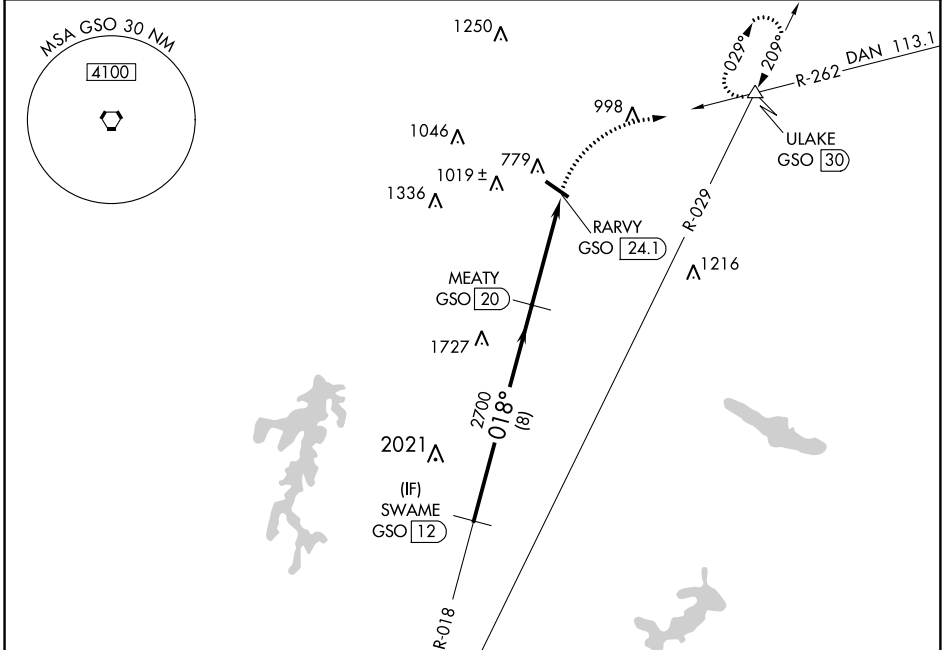 MSA GSO 30 NM
4100
1250
029°
209°
R-262
DAN 113.1
998
ULAKE
GSO 30
1046
779
1019 ±
1336
RARVY
GSO 24.1
R-029
1216
MEATY
GSO 20
1727
2700
018°
(8)
2021
(IF)
SWAME
GSO 12
R-018